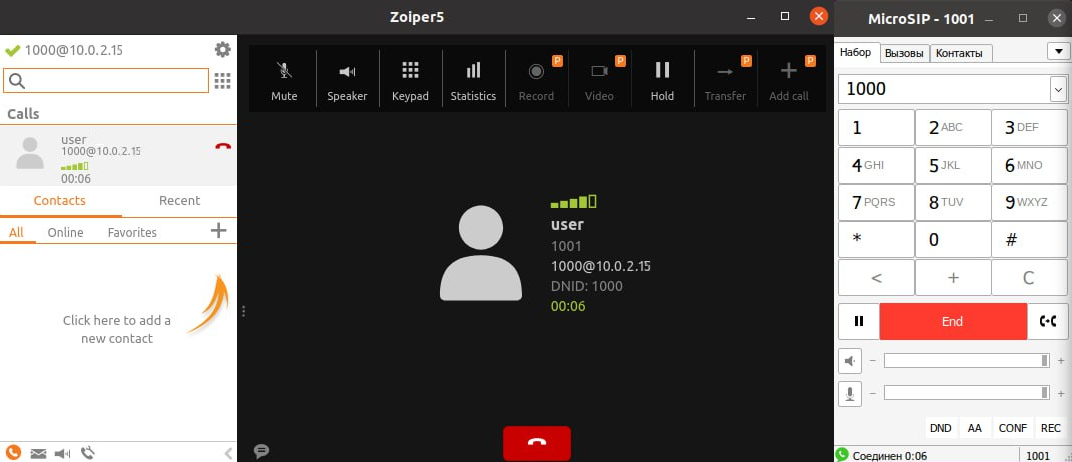 Zoiper5
1000@10.0.2.15
Calls
user
1000@10.0.2.15
00:06
Contacts Recent
All Online Favorites
Click here to add a
new contact
P P P P
Mute Speaker Keypad Statistics Record Video Hold Transfer Add call
user
1001
1000@10.0.2.15
DNID: 1000
00:06
MicroSIP - 1001
Набор Вызовы Контакты
1000
1 2 ABC 3 DEF
4 GHI 5 JKL 6 MNO
7 PQRS 8 TUV 9 WXYZ
* 0 #
< + C
End
− +
− +
DND AA CONF REC
Соединен 0:06 1001